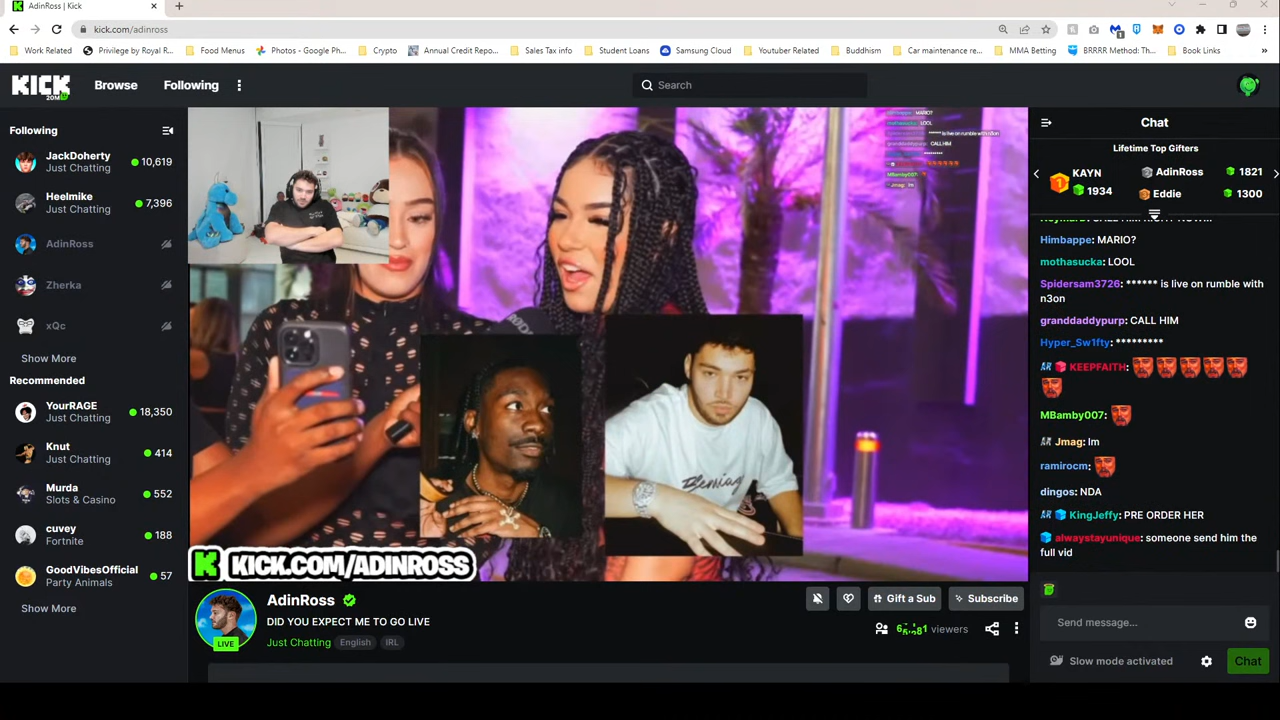 AdinRoss | Kick
kick.com/adinross
Work Related
Privilege by Royal R...
Food Menus
Photos - Google Ph...
Crypto
Annual Credit Repo...
Sales Tax info
Student Loans
Samsung Cloud
Youtuber Related
Buddhism
Car maintenance re...
MMA Betting
BRRRR Method: Th...
Book Links
KICK
20M
Browse
Following
Search
Following
JackDoherty
10,619
Just Chatting
Heelmike
7,396
Just Chatting
AdinRoss
Zherka
xQc
Show More
Recommended
YourRAGE
18,350
Just Chatting
Knut
414
Just Chatting
Murda
552
Slots & Casino
cuvey
188
Fortnite
GoodVibesOfficial
57
Party Animals
Show More
KICK.COM/ADINROSS
AdinRoss
LIVE
DID YOU EXPECT ME TO GO LIVE
Just Chatting
English
IRL
Gift a Sub
Subscribe
viewers
Chat
Lifetime Top Gifters
1
KAYN
1934
AdinRoss
1821
Eddie
1300
Himbappe: MARIO?
mothasucka: LOOL
Spidersam3726: ****** is live on rumble with
n3on
granddaddypurp: CALL HIM
Hyper_Sw1fty: *********
KEEPFAITH:
MBamby007:
Jmag: lm
ramirocm:
dingos: NDA
KingJeffy: PRE ORDER HER
alwaystayunique: someone send him the
full vid
Send message...
Slow mode activated
Chat